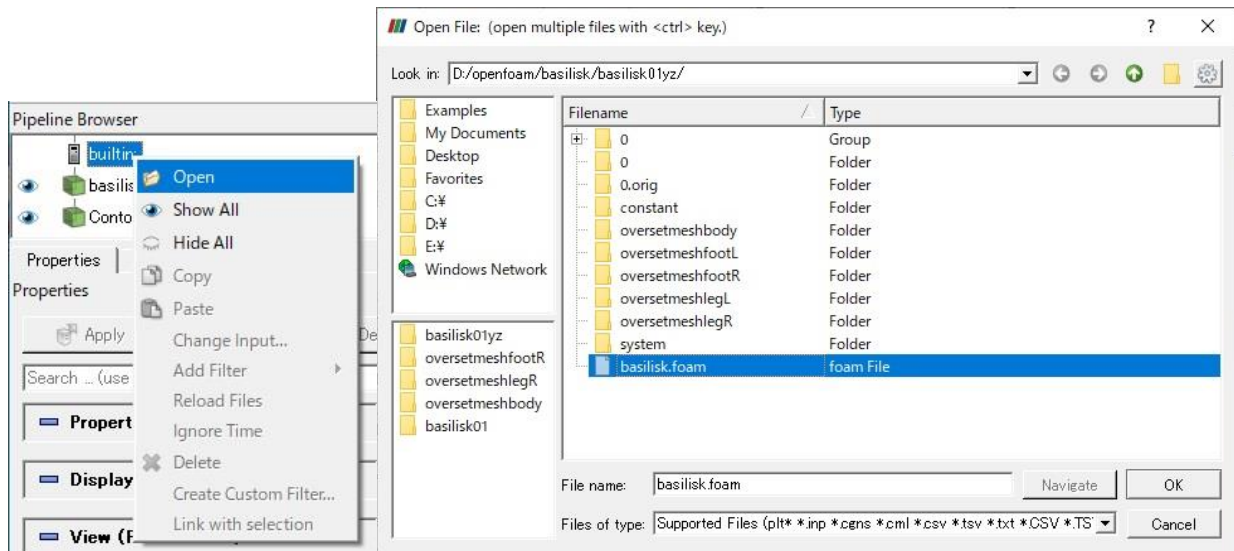 Pipeline Browser
builtin:
basilis
Conto
Open
Show All
Hide All
Copy
Paste
Change Input...
Add Filter
Reload Files
Ignore Time
Delete
Create Custom Filter...
Link with selection
Properties
Properties
Apply
De
Search ... (use
Propert
Display
View (F
Open File: (open multiple files with <ctrl> key.)
?
Look in: D:/openfoam/basilisk/basilisk01yz/
Examples
My Documents
Desktop
Favorites
C:¥
D:¥
E:¥
Windows Network
basilisk01yz
oversetmeshfootR
oversetmeshlegR
oversetmeshbody
basilisk01
Filename Type
0 Group
0 Folder
0.orig Folder
constant Folder
oversetmeshbody Folder
oversetmeshfootL Folder
oversetmeshfootR Folder
oversetmeshlegL Folder
oversetmeshlegR Folder
system Folder
basilisk.foam foam File
File name: basilisk.foam Navigate OK
Files of type: Supported Files (plt* *.inp *.cgns *.cml *.csv *.tsv *.txt *.CSV *.TS Cancel